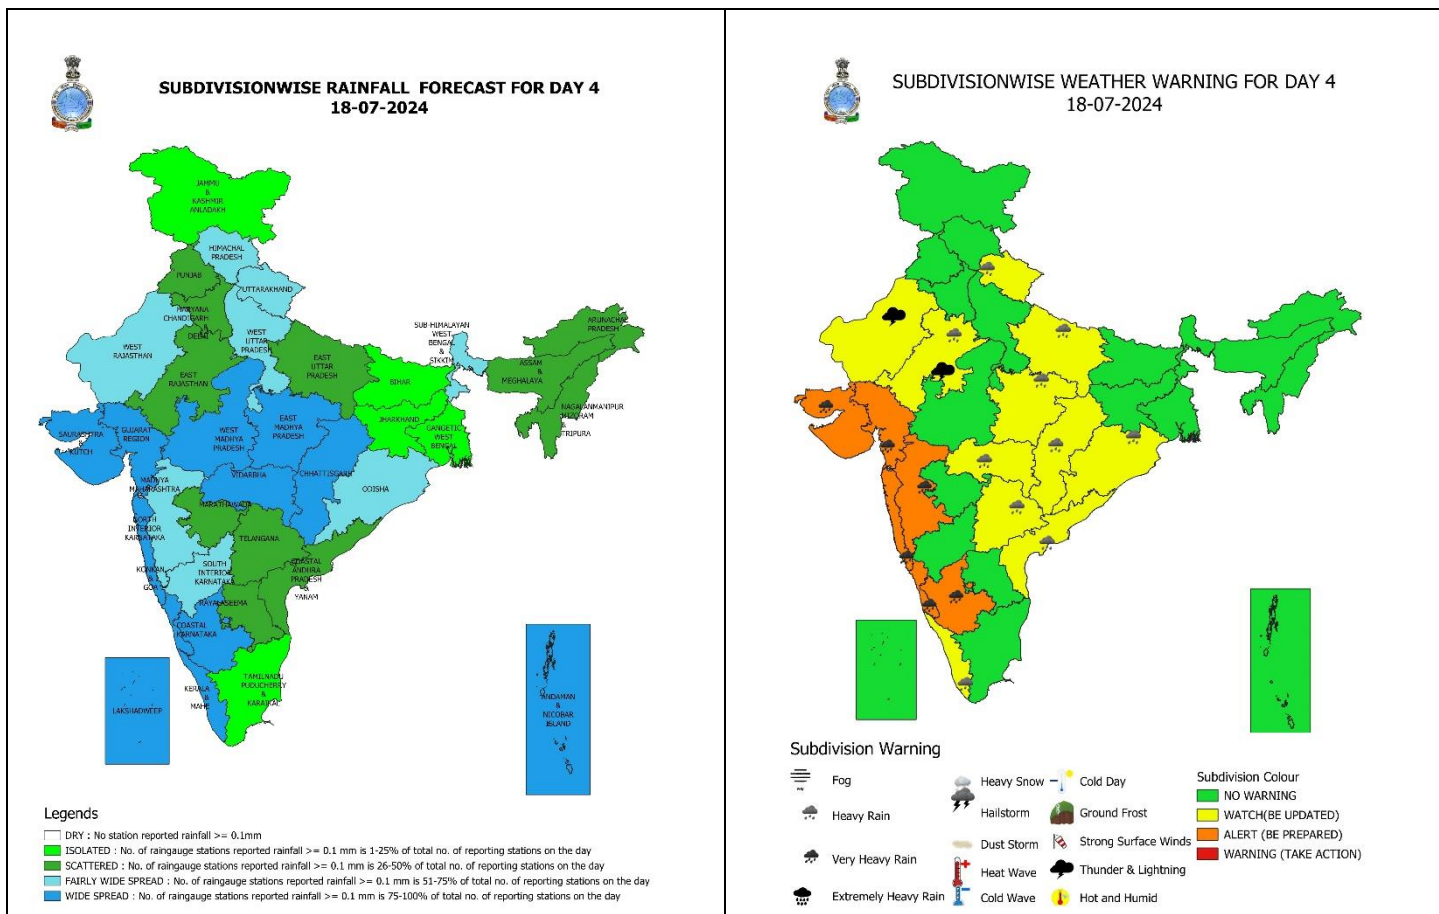 SUBDIVISIONWISE RAINFALL FORECAST FOR DAY 4
18-07-2024
JAMMU
&
KASHMIR
ANLADAKH
HIMACHAL
PRADESH
PUNJAB
UTTARAKHAND
HARYANA
CHANDIGARH
&
DELHI
WEST
UTTAR
PRADESH
WEST
RAJASTHAN
EAST
RAJASTHAN
EAST
UTTAR
PRADESH
SUB-HIMALAYAN
WEST
BENGAL
&
SIKKIM
ARUNACHAL
PRADESH
ASSAM
&
MEGHALAYA
NAGALANMANIPUR
MIZORAM
&
TRIPURA
BIHAR
JHARKHAND
GANGETIC
WEST
BENGAL
SAURASHTRA
&
KUTCH
GUJARAT
REGION
WEST
MADHYA
PRADESH
EAST
MADHYA
PRADESH
VIDARBHA
CHHATTISGARH
ODISHA
MADHYA
MAHARASHTRA
MARATHAWADA
NORTH
INTERIOR
KARNATAKA
TELANGANA
KONKAN
&
GOA
SOUTH
INTERIOR
KARNATAKA
COASTAL
ANDHRA
PRADESH
&
YANAM
RAYALASEEMA
COASTAL
KARNATAKA
TAMILNADU
PUDUCHERRY
&
KARAIKAL
KERALA
&
MAHE
LAKSHADWEEP
ANDAMAN
&
NICOBAR
ISLAND
Legends
DRY : No station reported rainfall >= 0.1mm
ISOLATED : No. of raingauge stations reported rainfall >= 0.1 mm is 1-25% of total no. of reporting stations on the day
SCATTERED : No. of raingauge stations reported rainfall >= 0.1 mm is 26-50% of total no. of reporting stations on the day
FAIRLY WIDE SPREAD : No. of raingauge stations reported rainfall >= 0.1 mm is 51-75% of total no. of reporting stations on the day
WIDE SPREAD : No. of raingauge stations reported rainfall >= 0.1 mm is 75-100% of total no. of reporting stations on the day
SUBDIVISIONWISE WEATHER WARNING FOR DAY 4
18-07-2024
Subdivision Warning
Fog
Heavy Rain
Very Heavy Rain
Extremely Heavy Rain
Heavy Snow
Hailstorm
Dust Storm
Heat Wave
Cold Wave
Cold Day
Ground Frost
Strong Surface Winds
Thunder & Lightning
Hot and Humid
Subdivision Colour
NO WARNING
WATCH(BE UPDATED)
ALERT (BE PREPARED)
WARNING (TAKE ACTION)